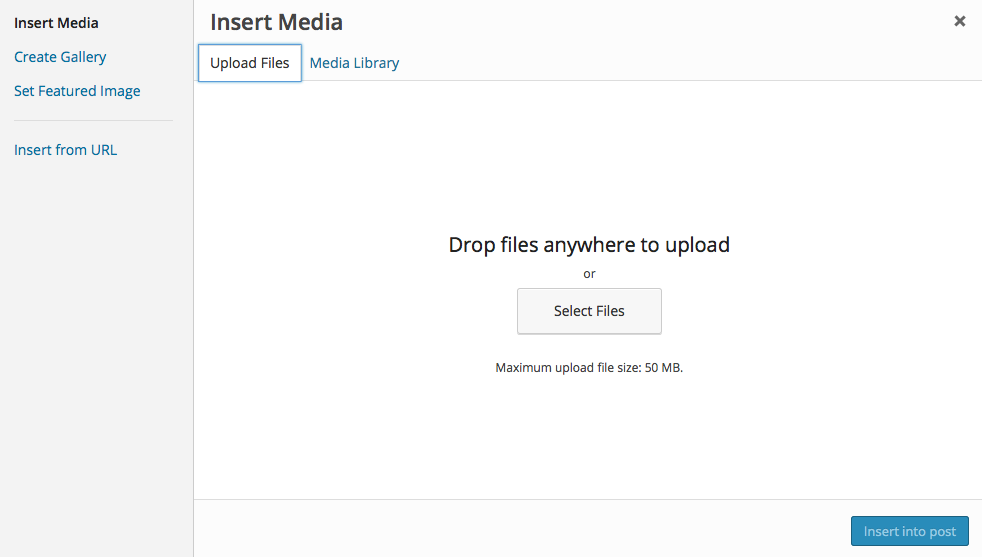 Insert Media
Create Gallery
Set Featured Image
Insert from URL
Insert Media
Upload Files
Media Library
Drop files anywhere to upload
or
Select Files
Maximum upload file size: 50 MB.
Insert into post